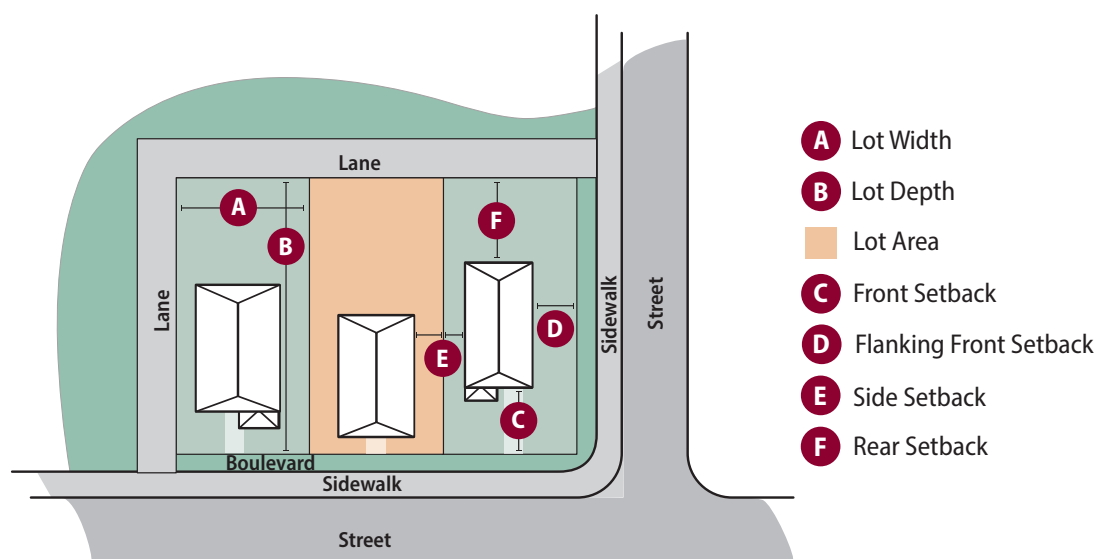 Lane
A
F
B
Lane
Sidewalk
Street
D
E
C
Boulevard
Sidewalk
Street
A Lot Width
B Lot Depth
Lot Area
C Front Setback
D Flanking Front Setback
E Side Setback
F Rear Setback